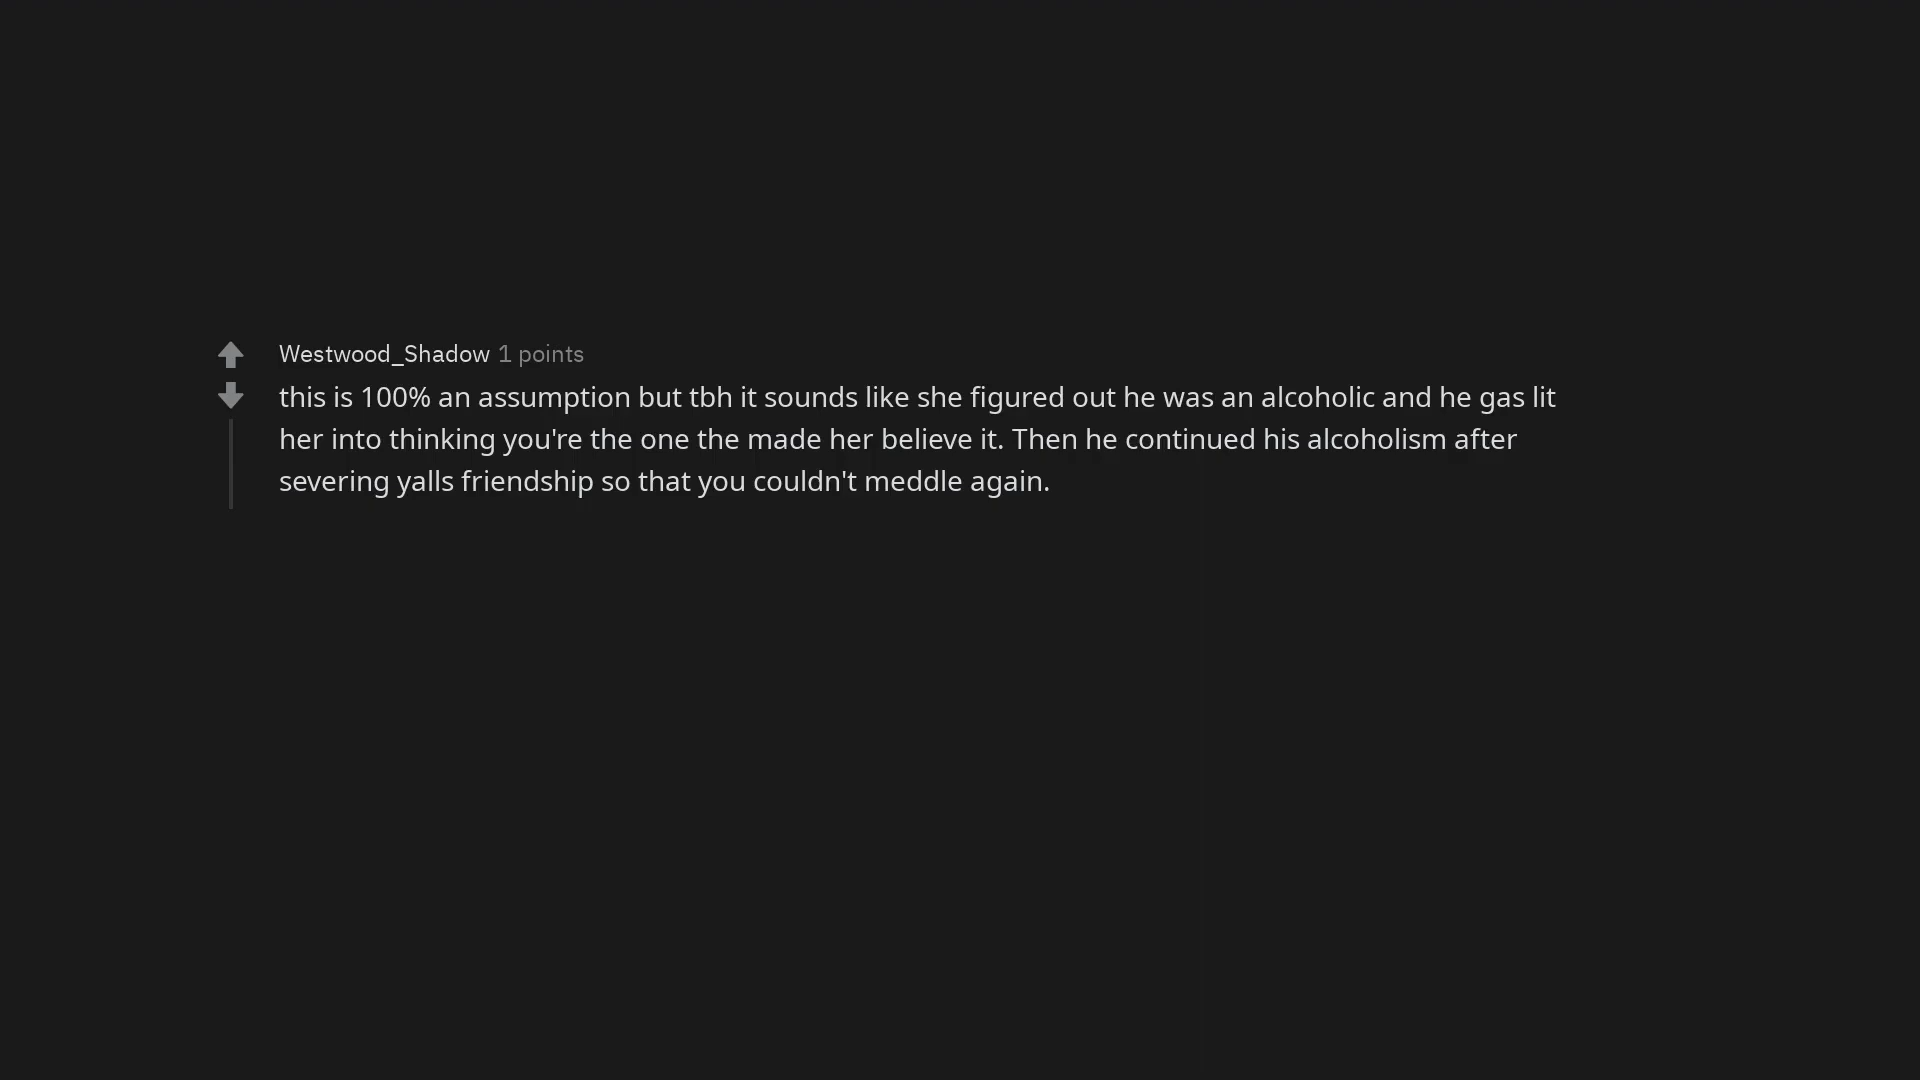 Westwood_Shadow 1 points
this is 100% an assumption but tbh it sounds like she figured out he was an alcoholic and he gas lit
her into thinking you're the one the made her believe it. Then he continued his alcoholism after
severing yalls friendship so that you couldn't meddle again.